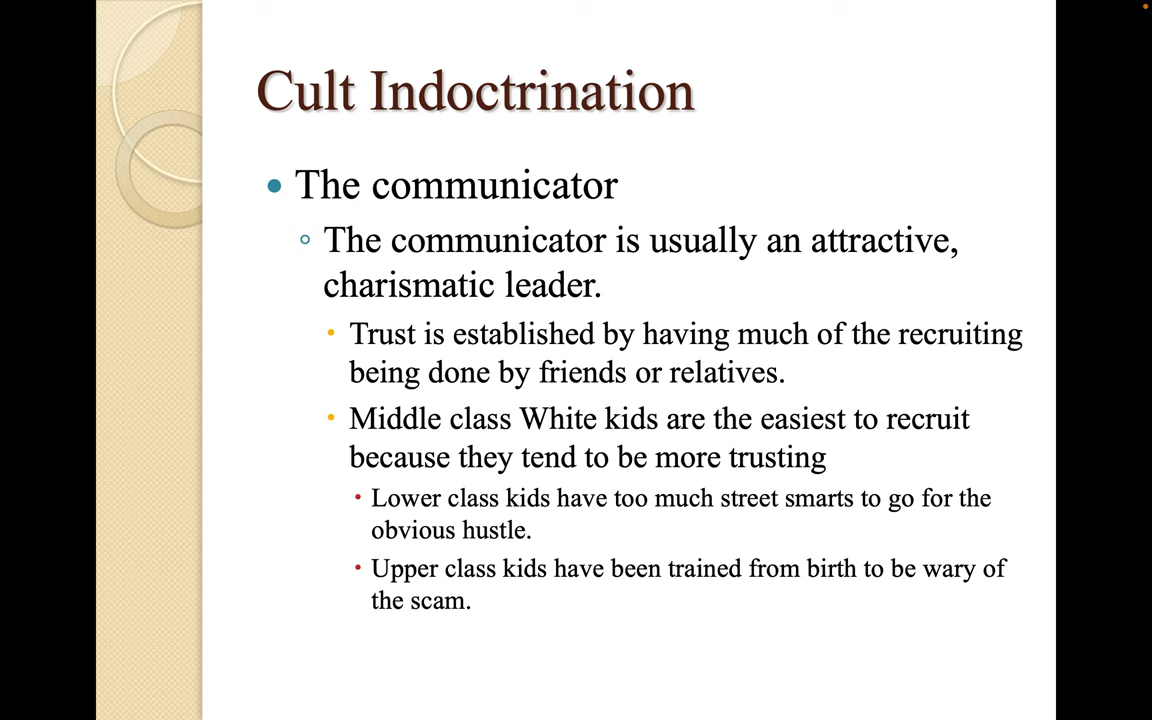 Cult Indoctrination
The communicator
The communicator is usually an attractive,
charismatic leader.
Trust is established by having much of the recruiting
being done by friends or relatives.
Middle class White kids are the easiest to recruit
because they tend to be more trusting
Lower class kids have too much street smarts to go for the
obvious hustle.
Upper class kids have been trained from birth to be wary of
the scam.